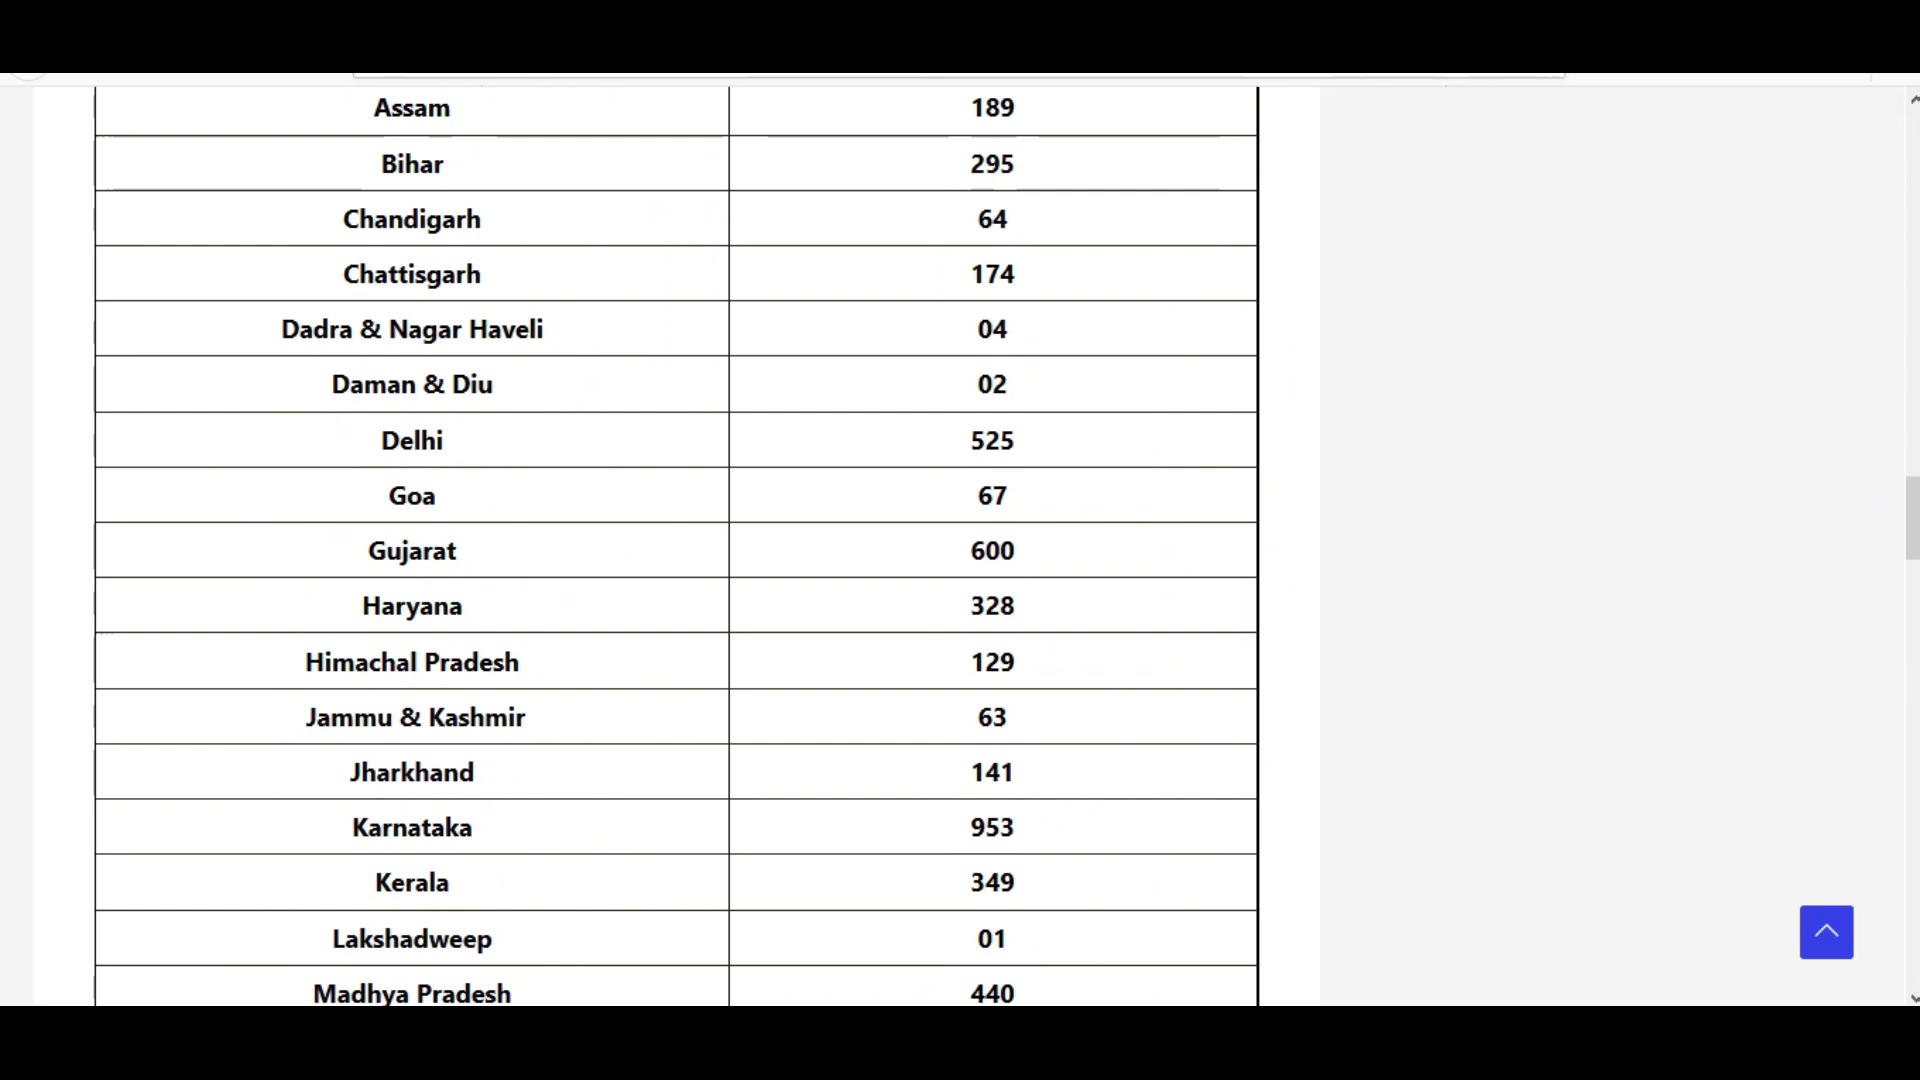 Assam 189
Bihar 295
Chandigarh 64
Chattisgarh 174
Dadra & Nagar Haveli 04
Daman & Diu 02
Delhi 525
Goa 67
Gujarat 600
Haryana 328
Himachal Pradesh 129
Jammu & Kashmir 63
Jharkhand 141
Karnataka 953
Kerala 349
Lakshadweep 01
Madhya Pradesh 440